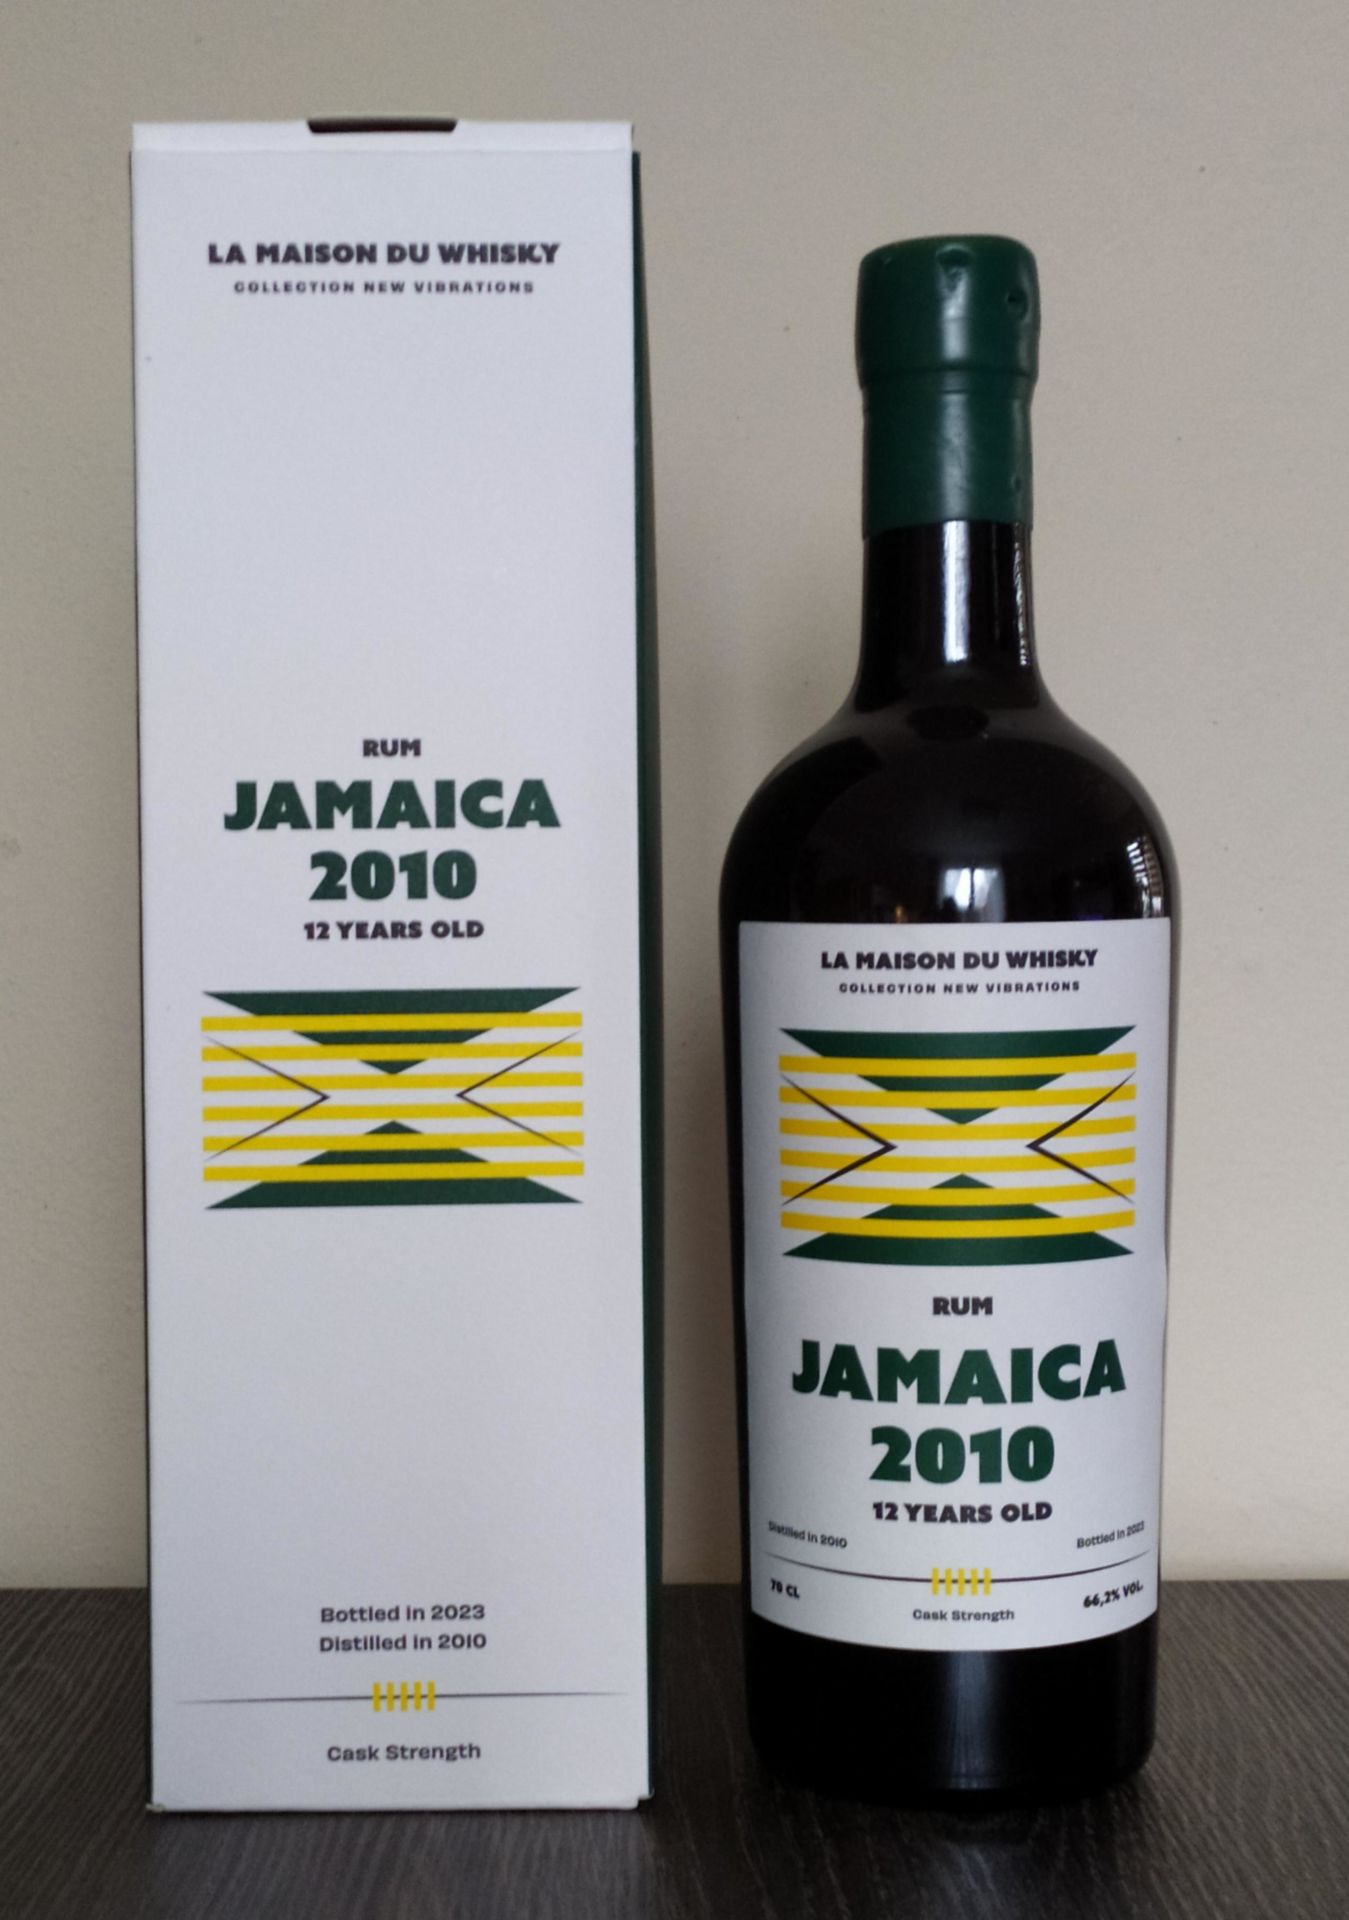 LA MAISON DU WHISKY
COLLECTION NEW VIBRATIONS
RUM
JAMAICA
2010
12 YEARS OLD
Bottled in 2023
Distilled in 2010
Cask Strength
LA MAISON DU WHISKY
COLLECTION NEW VIBRATIONS
RUM
JAMAICA
2010
12 YEARS OLD
Distilled in 2010
Bottled in 2023
70 CL
66,2% VOL.
Cask Strength